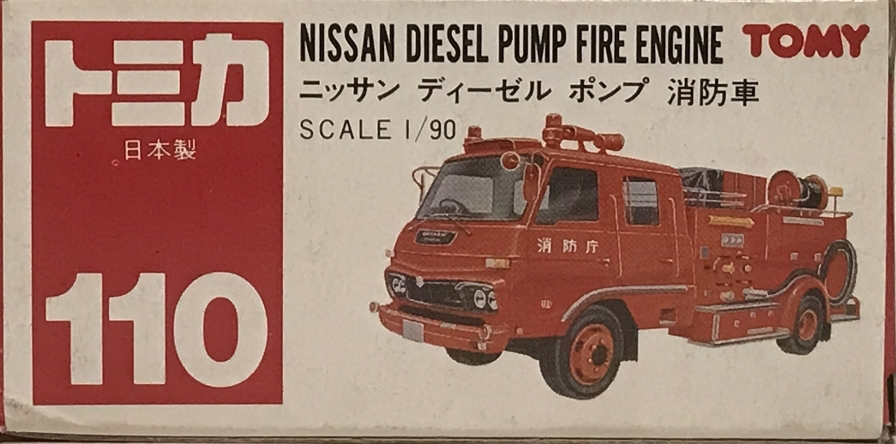 トミカ
日本製
110
NISSAN DIESEL PUMP FIRE ENGINE
TOMY
ニッサン ディーゼル ポンプ 消防車
SCALE 1/90
消防庁